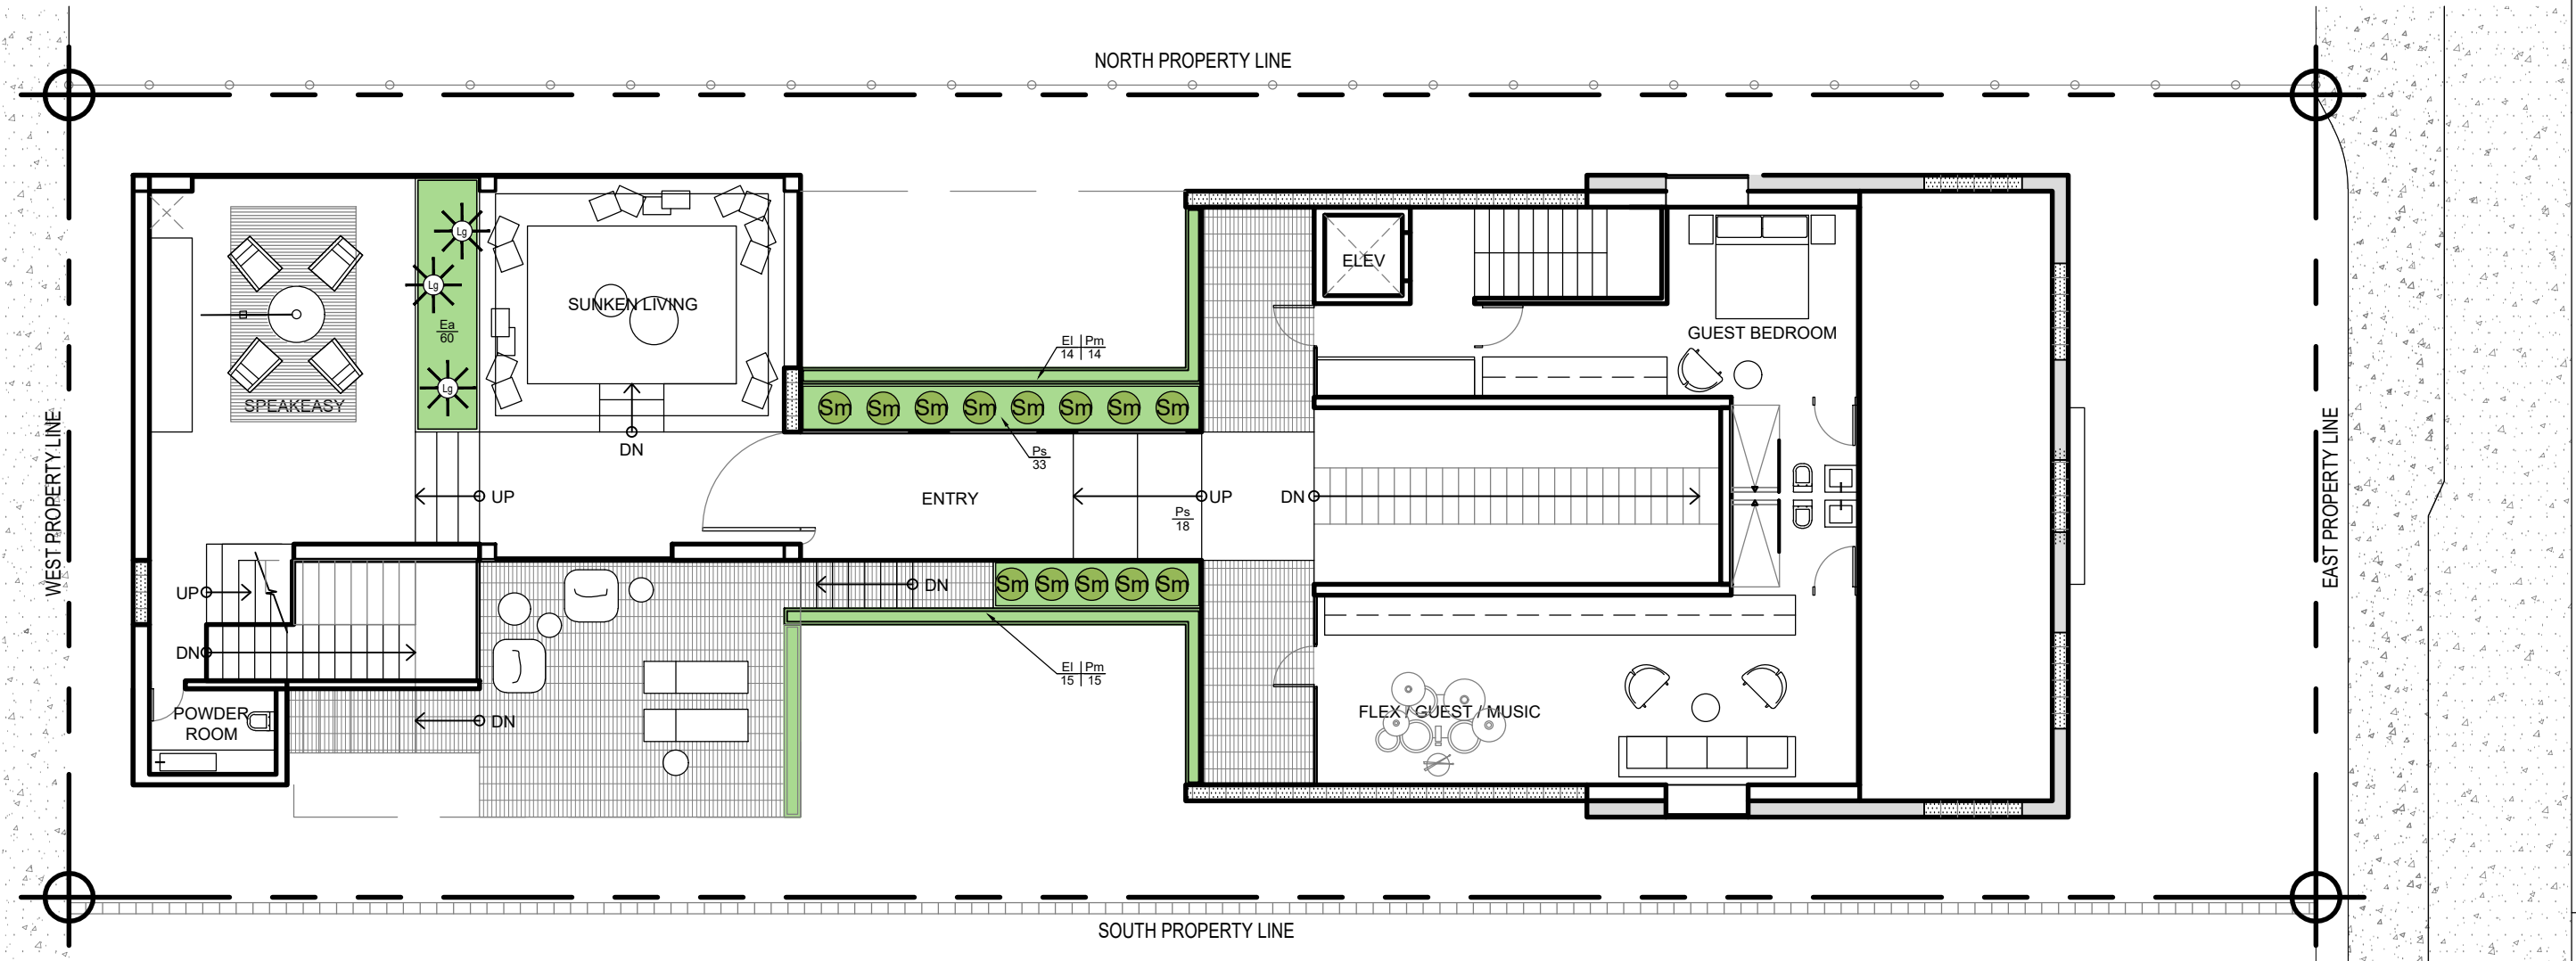 NORTH PROPERTY LINE
WEST PROPERTY LINE
EAST PROPERTY LINE
SPEAKEASY
Lg
Lg
Lg
Ea
60
SUNKEN LIVING
DN
El | Pm
14 | 14
Sm Sm Sm Sm Sm Sm Sm Sm
Ps
33
ELEV
GUEST BEDROOM
UP
ENTRY
UP
Ps
18
DN
UP
DN
Sm Sm Sm Sm Sm
DN
El | Pm
15 | 15
DN
POWDER
ROOM
FLEX / GUEST / MUSIC
SOUTH PROPERTY LINE